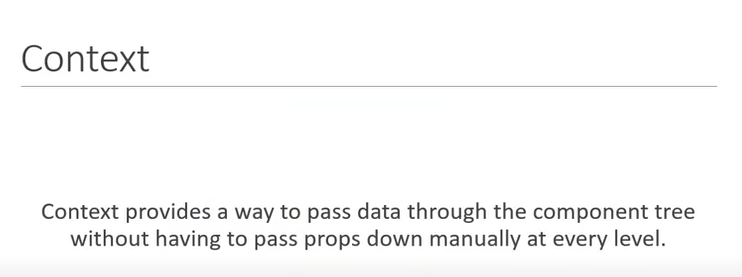 Context
Context provides a way to pass data through the component tree
without having to pass props down manually at every level.